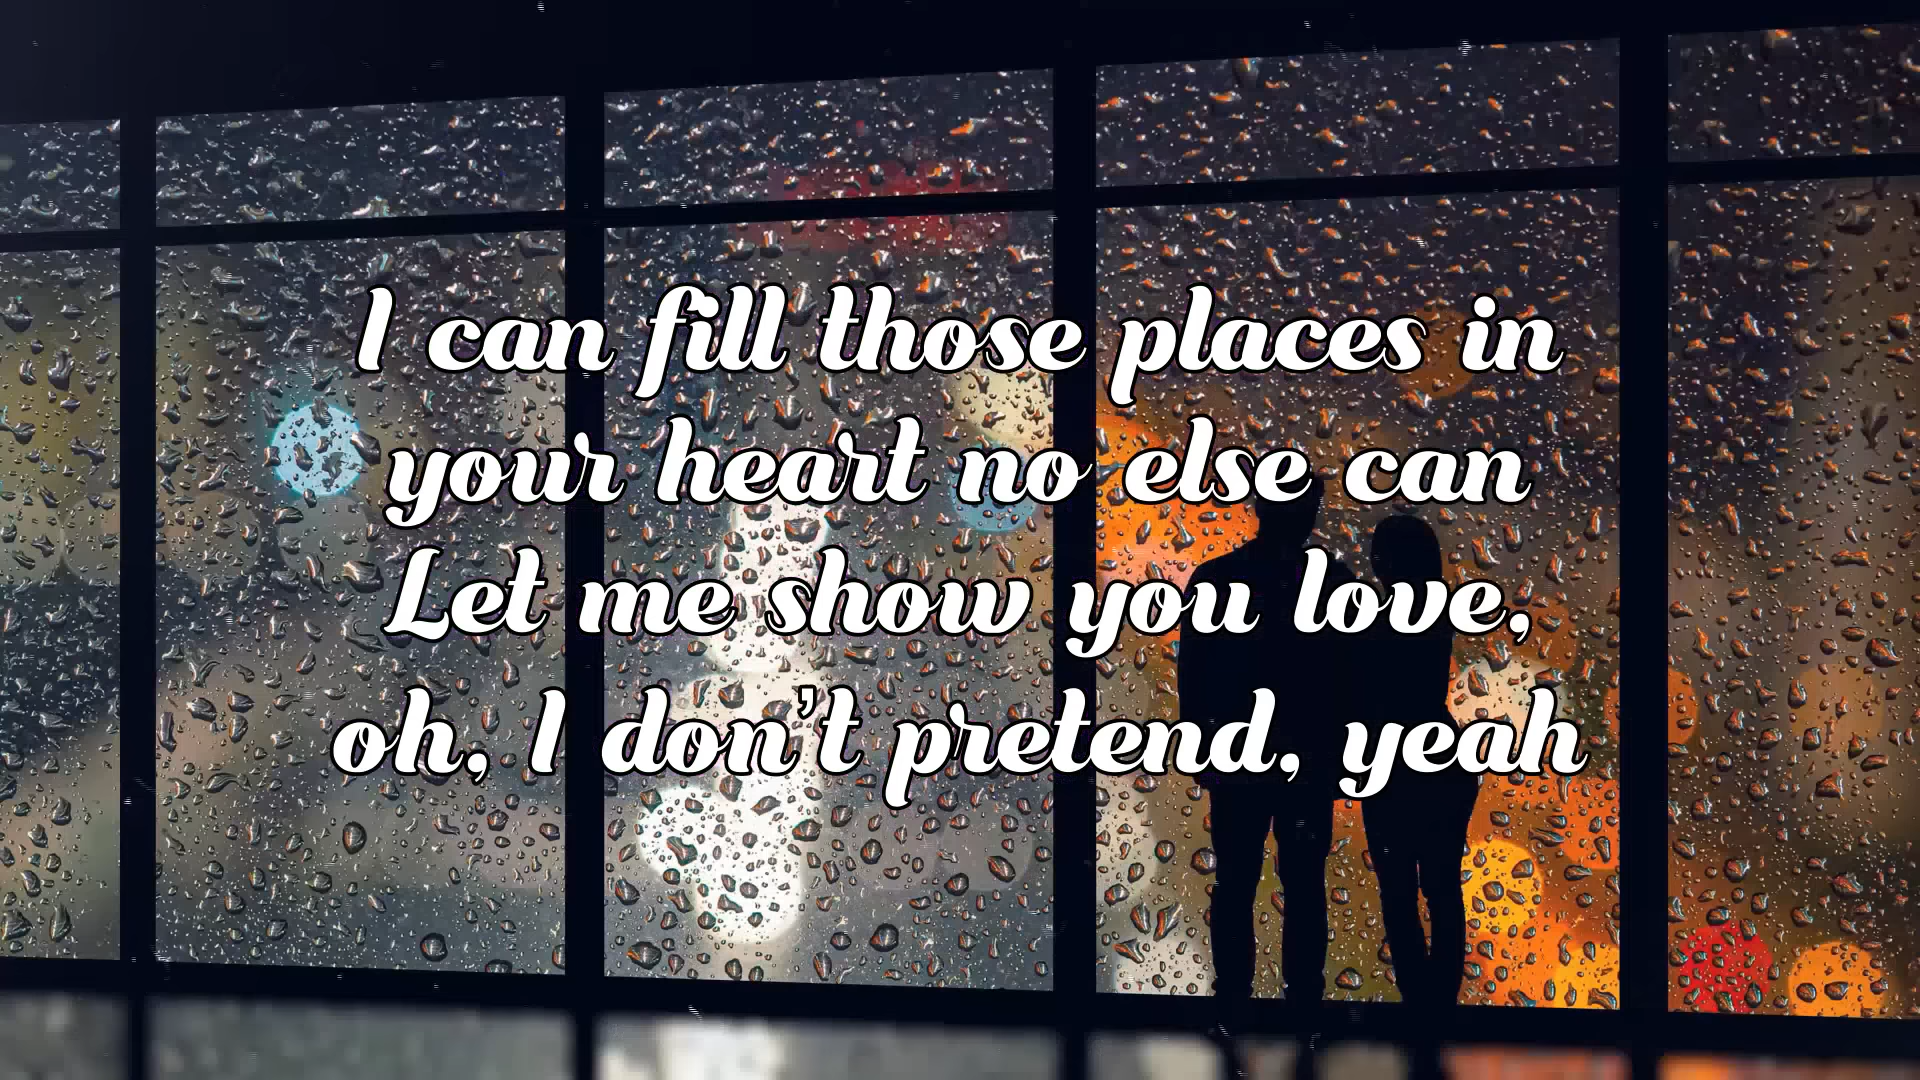 I can fill those places in
your heart no else can
Let me show you love,
oh, I don't pretend, yeah